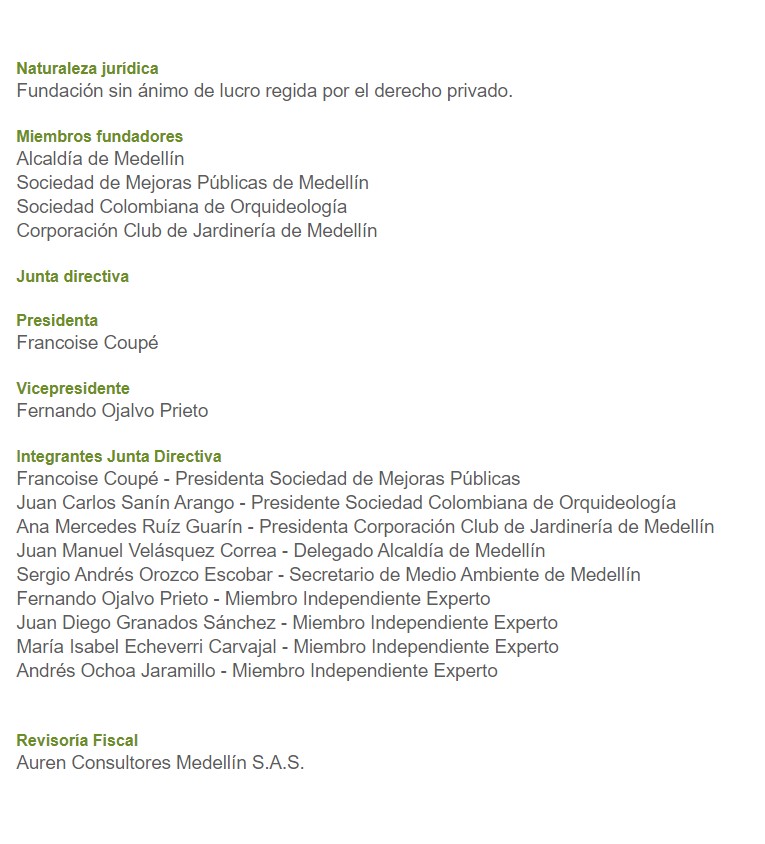 Naturaleza jurídica
Fundación sin ánimo de lucro regida por el derecho privado.
Miembros fundadores
Alcaldía de Medellín
Sociedad de Mejoras Públicas de Medellín
Sociedad Colombiana de Orquideología
Corporación Club de Jardinería de Medellín
Junta directiva
Presidenta
Francoise Coupé
Vicepresidente
Fernando Ojalvo Prieto
Integrantes Junta Directiva
Francoise Coupé - Presidenta Sociedad de Mejoras Públicas
Juan Carlos Sanín Arango - Presidente Sociedad Colombiana de Orquideología
Ana Mercedes Ruíz Guarín - Presidenta Corporación Club de Jardinería de Medellín
Juan Manuel Velásquez Correa - Delegado Alcaldía de Medellín
Sergio Andrés Orozco Escobar - Secretario de Medio Ambiente de Medellín
Fernando Ojalvo Prieto - Miembro Independiente Experto
Juan Diego Granados Sánchez - Miembro Independiente Experto
María Isabel Echeverri Carvajal - Miembro Independiente Experto
Andrés Ochoa Jaramillo - Miembro Independiente Experto
Revisoría Fiscal
Auren Consultores Medellín S.A.S.